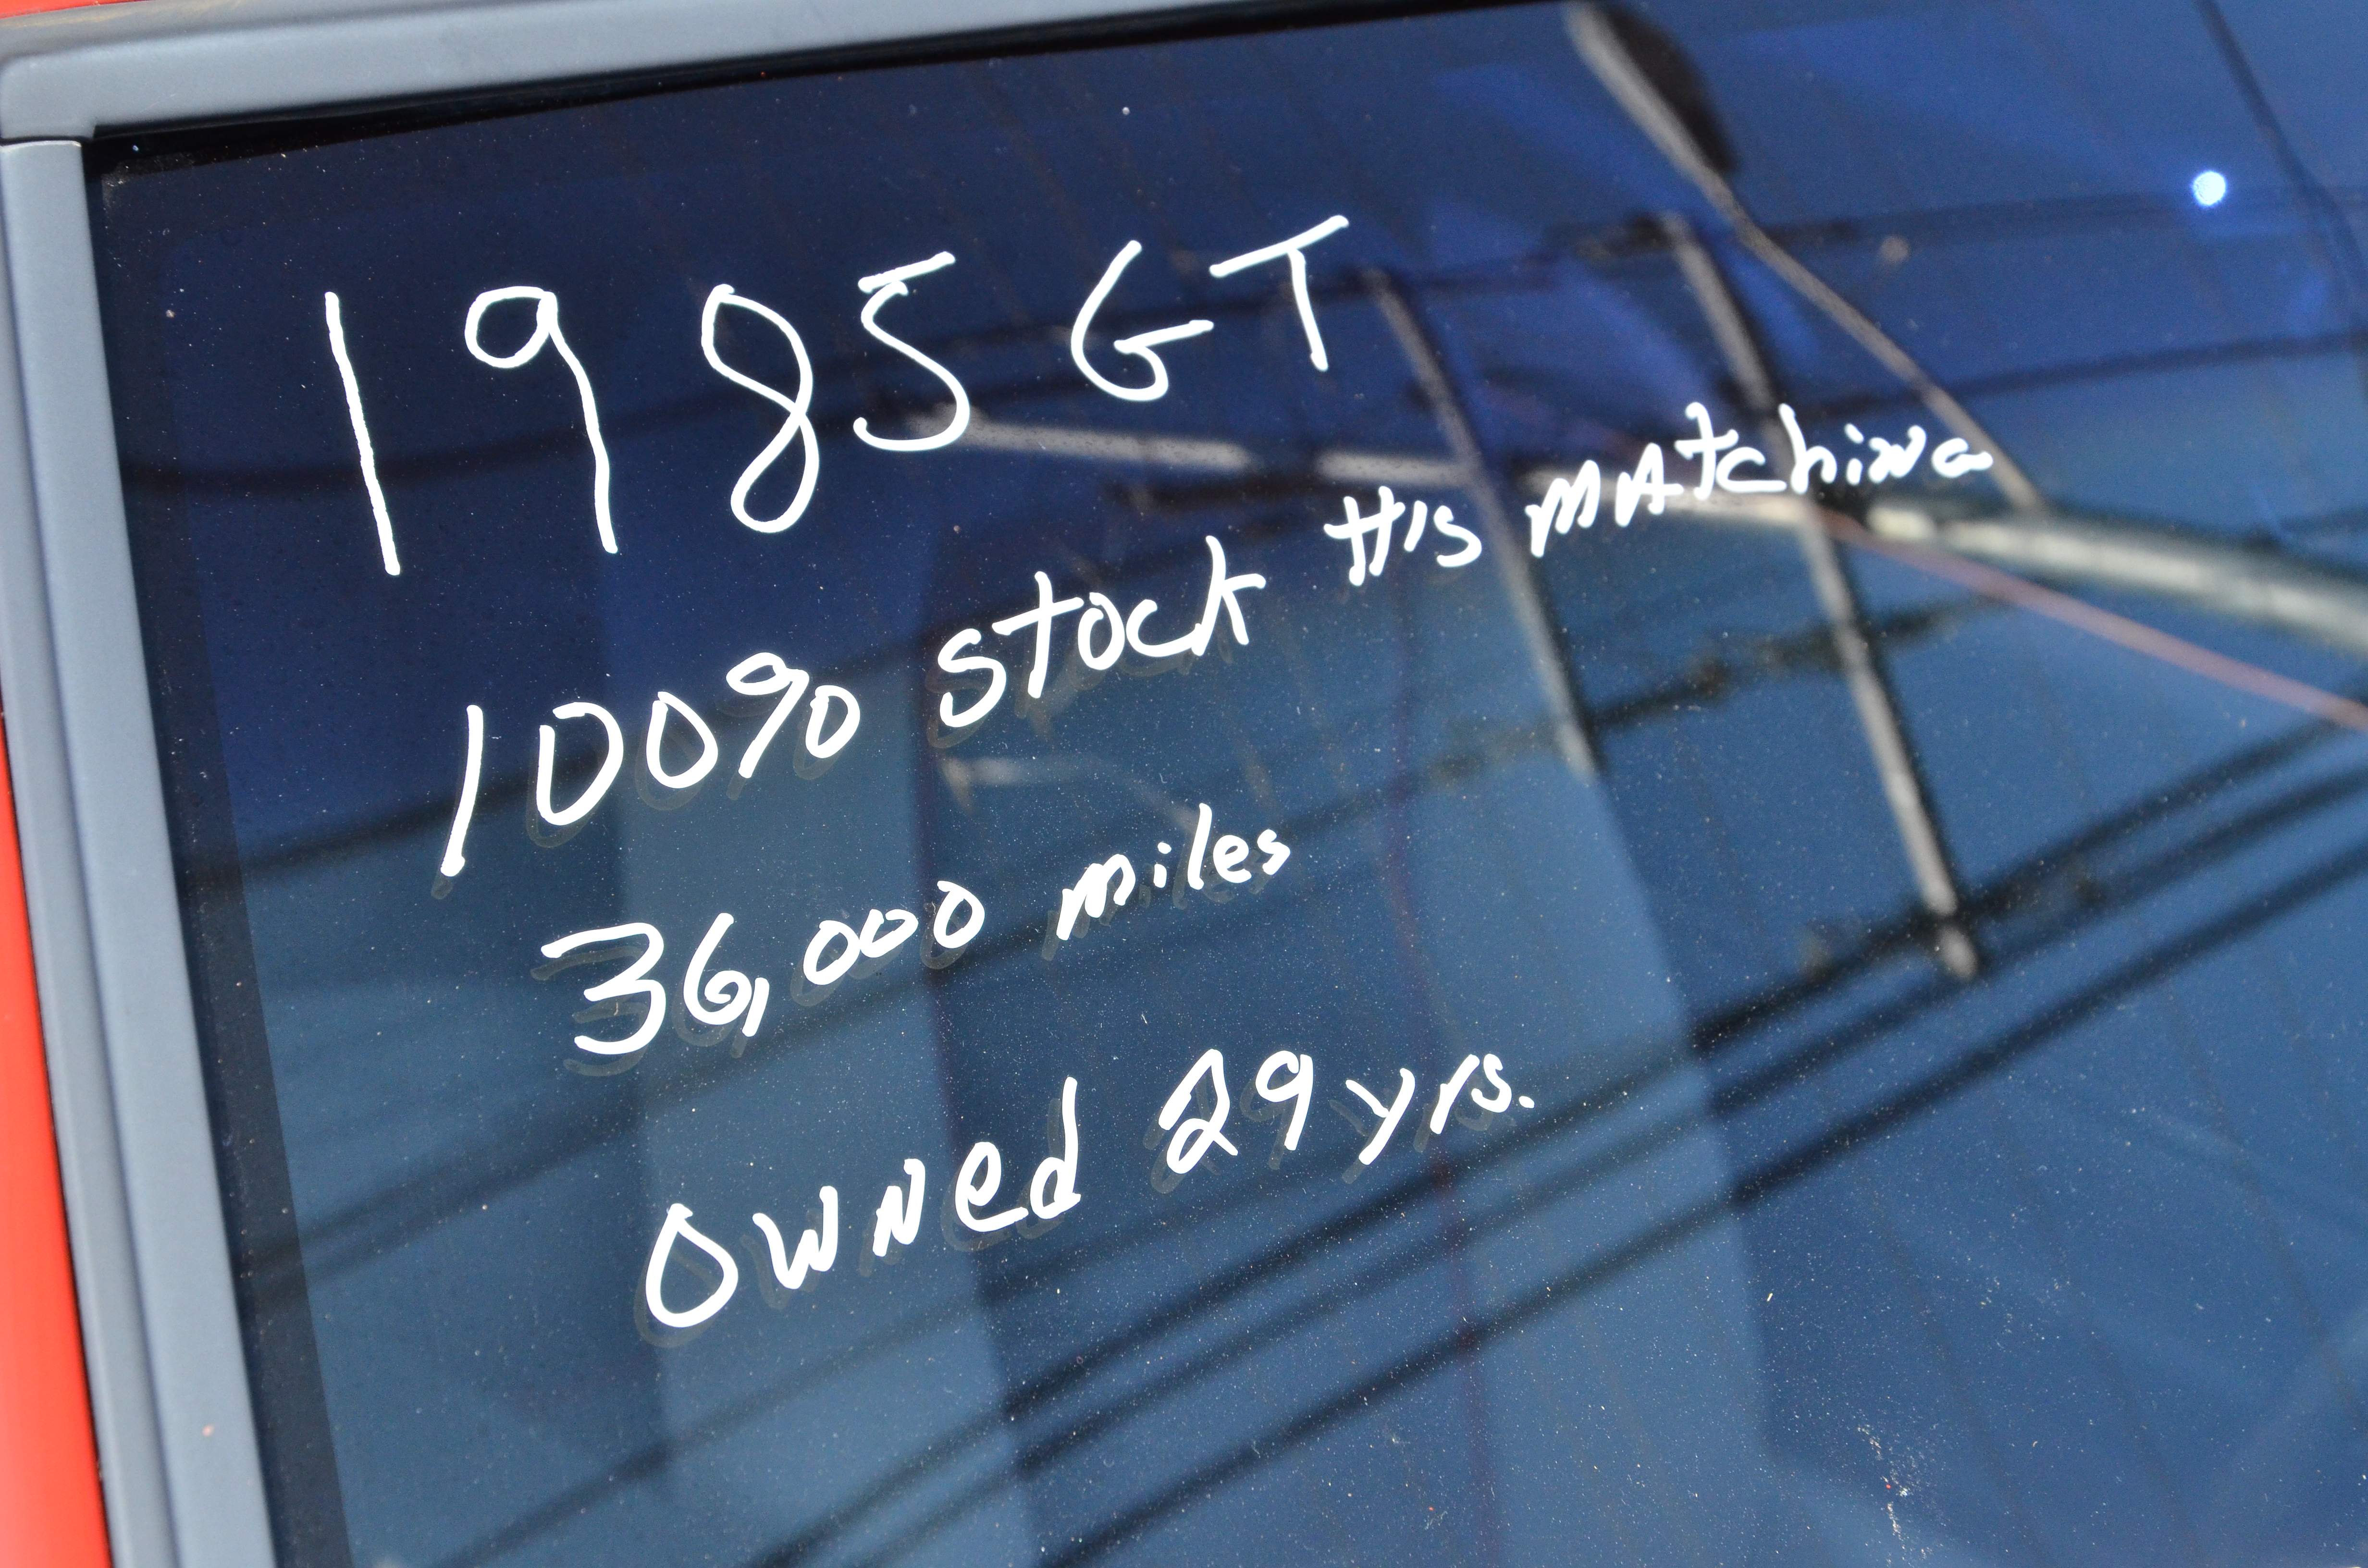 1985 GT
100% stock #'s mAtching
36,000 miles
owned 29 yrs.